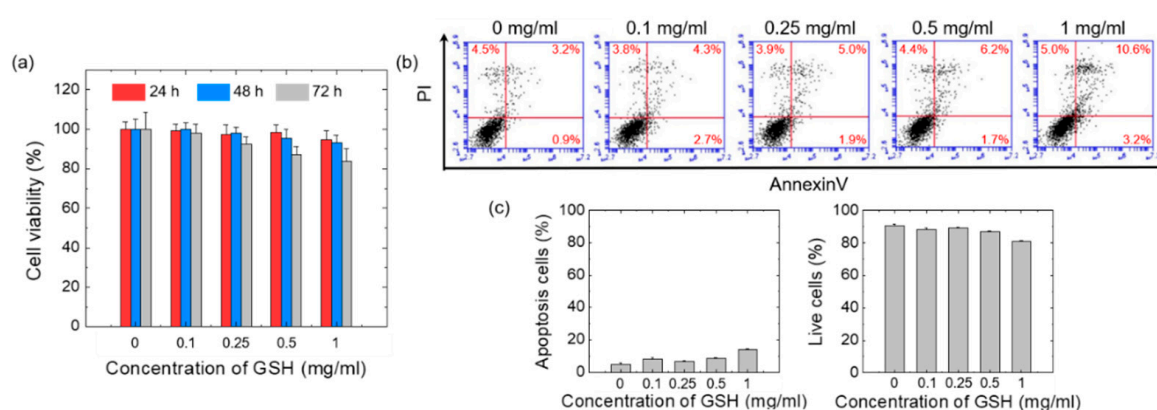 (a)
24 h 48 h 72 h
120
100
80
60
40
20
0
Cell viability (%)
0 0.1 0.25 0.5 1
Concentration of GSH (mg/ml)
(b)
0 mg/ml 0.1 mg/ml 0.25 mg/ml 0.5 mg/ml 1 mg/ml
4.5% 3.2% 3.8% 4.3% 3.9% 5.0% 4.4% 6.2% 5.0% 10.6%
PI
0.9% 2.7% 1.9% 1.7% 3.2%
AnnexinV
(c)
100
80
60
40
20
0
Apoptosis cells (%)
0 0.1 0.25 0.5 1
Concentration of GSH (mg/ml)
100
80
60
40
20
0
Live cells (%)
0 0.1 0.25 0.5 1
Concentration of GSH (mg/ml)